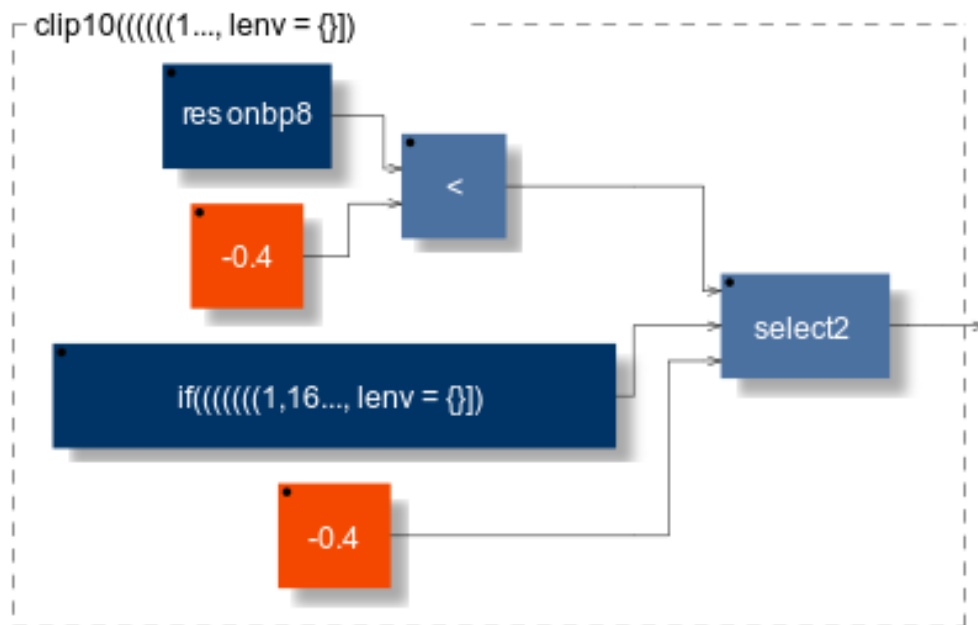 clip10((((((1..., lenv = {}])
resonbp8
<
-0.4
select2
if(((((((1,16..., lenv = {}])
-0.4